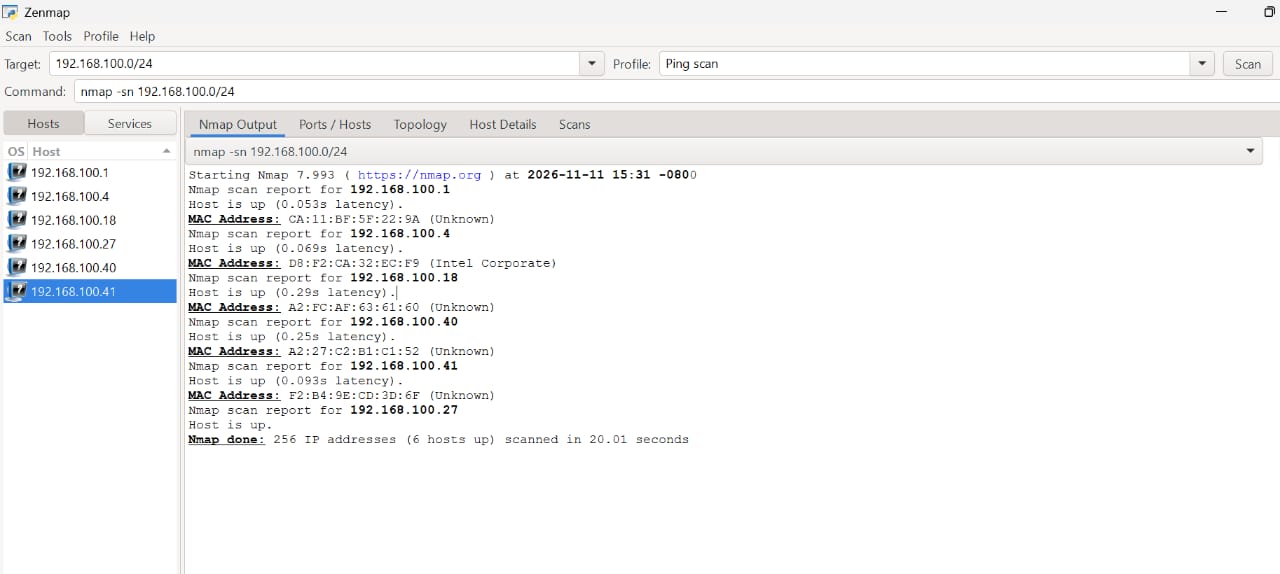 Zenmap
Scan Tools Profile Help
Target: 192.168.100.0/24 Profile: Ping scan Scan
Command: nmap -sn 192.168.100.0/24
Hosts Services
OS Host
192.168.100.1
192.168.100.4
192.168.100.18
192.168.100.27
192.168.100.40
192.168.100.41
Nmap Output Ports / Hosts Topology Host Details Scans
nmap -sn 192.168.100.0/24
Starting Nmap 7.993 ( https://nmap.org ) at 2026-11-11 15:31 -0800
Nmap scan report for 192.168.100.1
Host is up (0.053s latency).
MAC Address: CA:11:BF:5F:22:9A (Unknown)
Nmap scan report for 192.168.100.4
Host is up (0.069s latency).
MAC Address: D8:F2:CA:32:EC:F9 (Intel Corporate)
Nmap scan report for 192.168.100.18
Host is up (0.29s latency).
MAC Address: A2:FC:AF:63:61:60 (Unknown)
Nmap scan report for 192.168.100.40
Host is up (0.25s latency).
MAC Address: A2:27:C2:B1:C1:52 (Unknown)
Nmap scan report for 192.168.100.41
Host is up (0.093s latency).
MAC Address: F2:B4:9E:CD:3D:6F (Unknown)
Nmap scan report for 192.168.100.27
Host is up.
Nmap done: 256 IP addresses (6 hosts up) scanned in 20.01 seconds